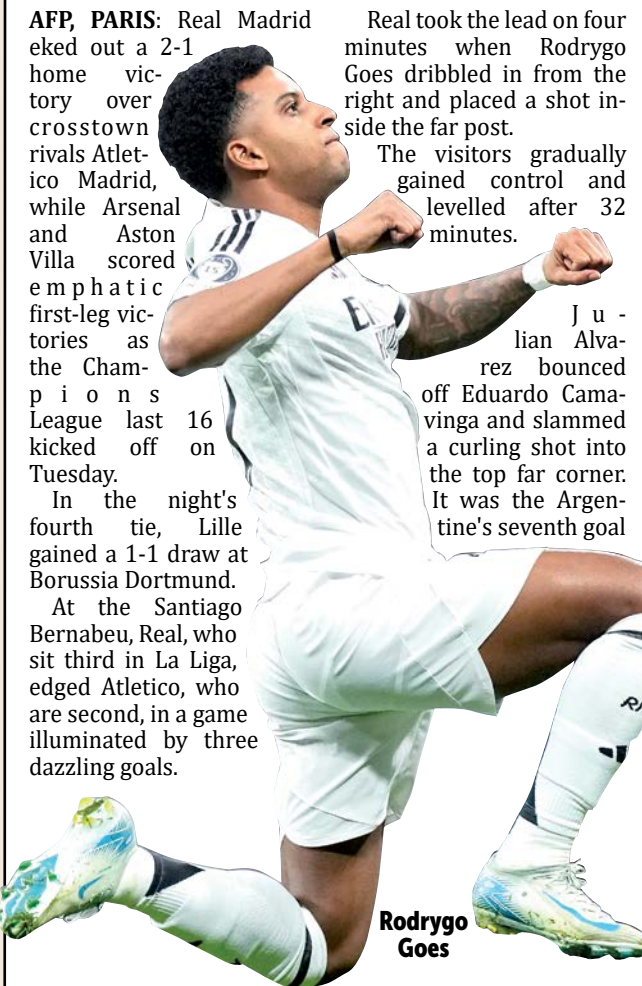 AFP, PARIS: Real Madrid
eked out a 2-1
home vic-
tory over
crosstown
rivals Atlet-
ico Madrid,
while Arsenal
and Aston
Villa scored
emphatic
first-leg vic-
tories as
the Cham-
pions
League last 16
kicked off on
Tuesday.
In the night's
fourth tie, Lille
gained a 1-1 draw at
Borussia Dortmund.
At the Santiago
Bernabeu, Real, who
sit third in La Liga,
edged Atletico, who
are second, in a game
illuminated by three
dazzling goals.
Real took the lead on four
minutes when Rodrygo
Goes dribbled in from the
right and placed a shot in-
side the far post.
The visitors gradually
gained control and
levelled after 32
minutes.
Ju-
lian Alva-
rez bounced
off Eduardo Cama-
vinga and slammed
a curling shot into
the top far corner.
It was the Argen-
tine's seventh goal
Rodrygo
Goes